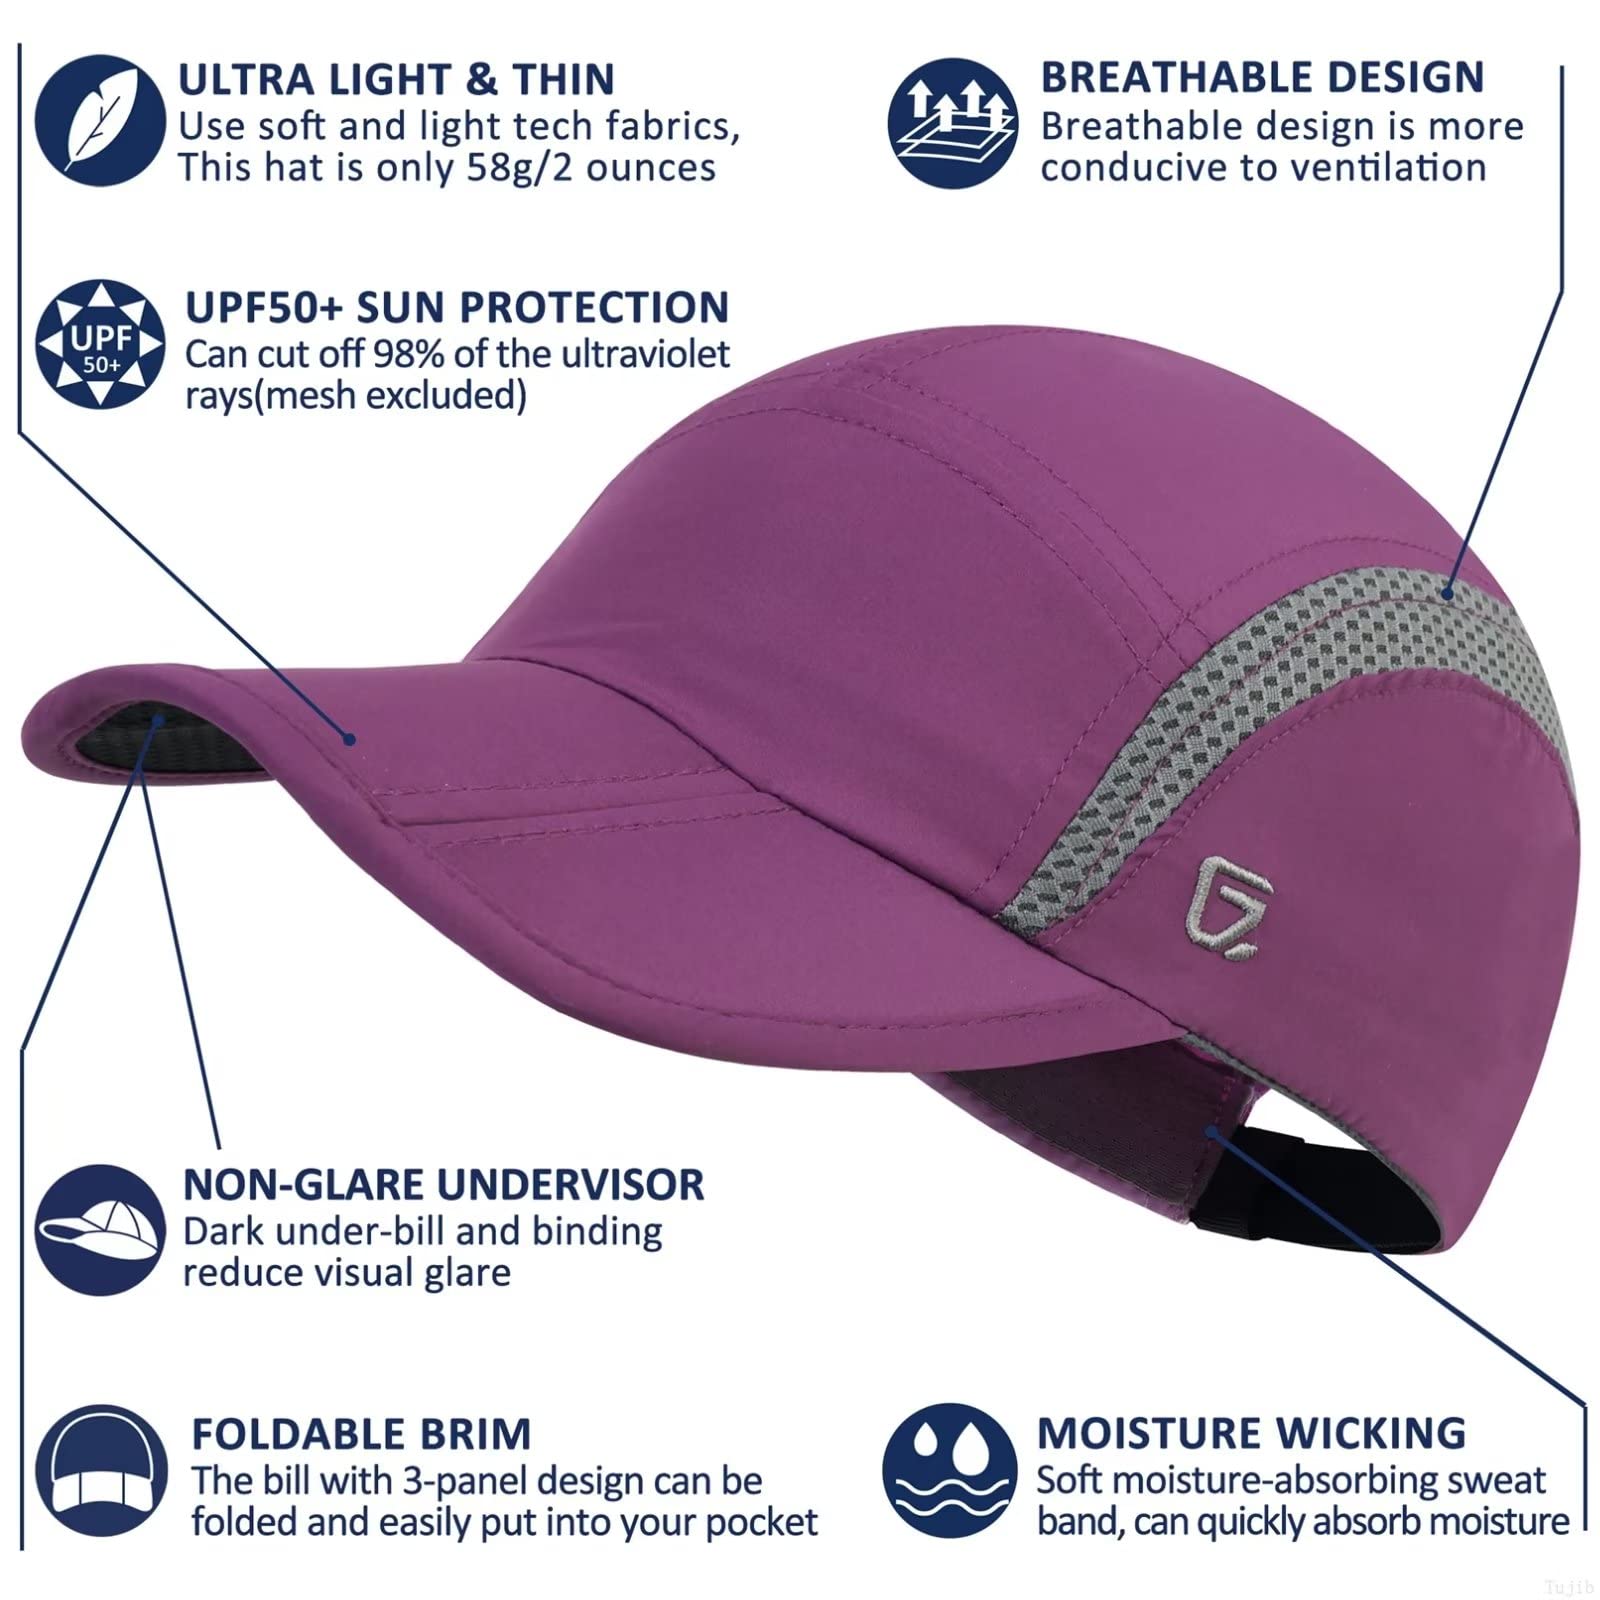 ULTRA LIGHT & THIN
Use soft and light tech fabrics,
This hat is only 58g/2 ounces
BREATHABLE DESIGN
Breathable design is more
conducive to ventilation
UPF
50+
UPF50+ SUN PROTECTION
Can cut off 98% of the ultraviolet
rays(mesh excluded)
NON-GLARE UNDERVISOR
Dark under-bill and binding
reduce visual glare
FOLDABLE BRIM
The bill with 3-panel design can be
folded and easily put into your pocket
MOISTURE WICKING
Soft moisture-absorbing sweat
band, can quickly absorb moisture
Tujib